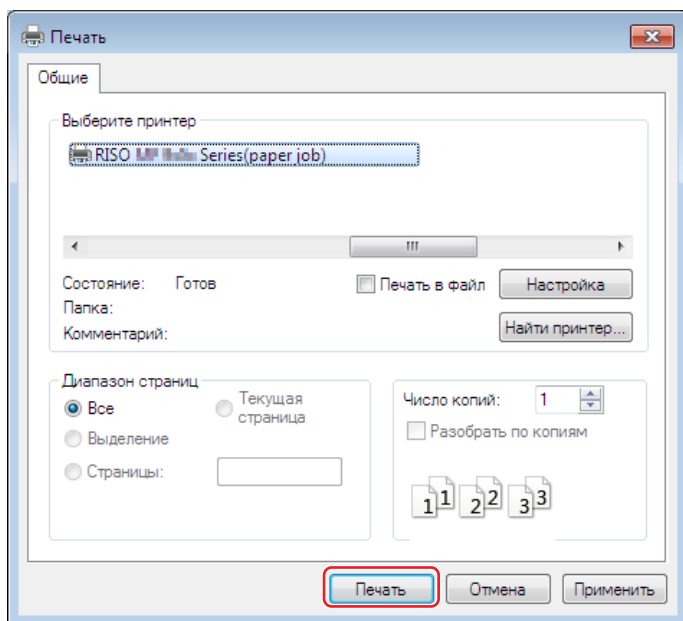 Печать
Общие
Выберите принтер
RISO Series(paper job)
Состояние: Готов
Печать в файл
Настройка
Папка:
Комментарий:
Найти принтер...
Диапазон страниц
Все
Текущая
страница
Выделение
Страницы:
Число копий: 1
Разобрать по копиям
1 1 2 2 3 3
Печать
Отмена
Применить